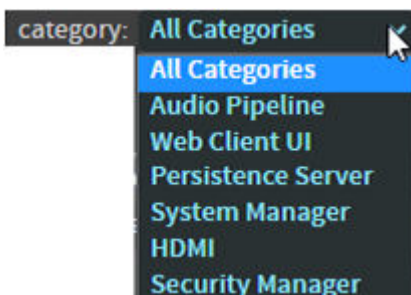 category: All Categories
All Categories
Audio Pipeline
Web Client UI
Persistence Server
System Manager
HDMI
Security Manager